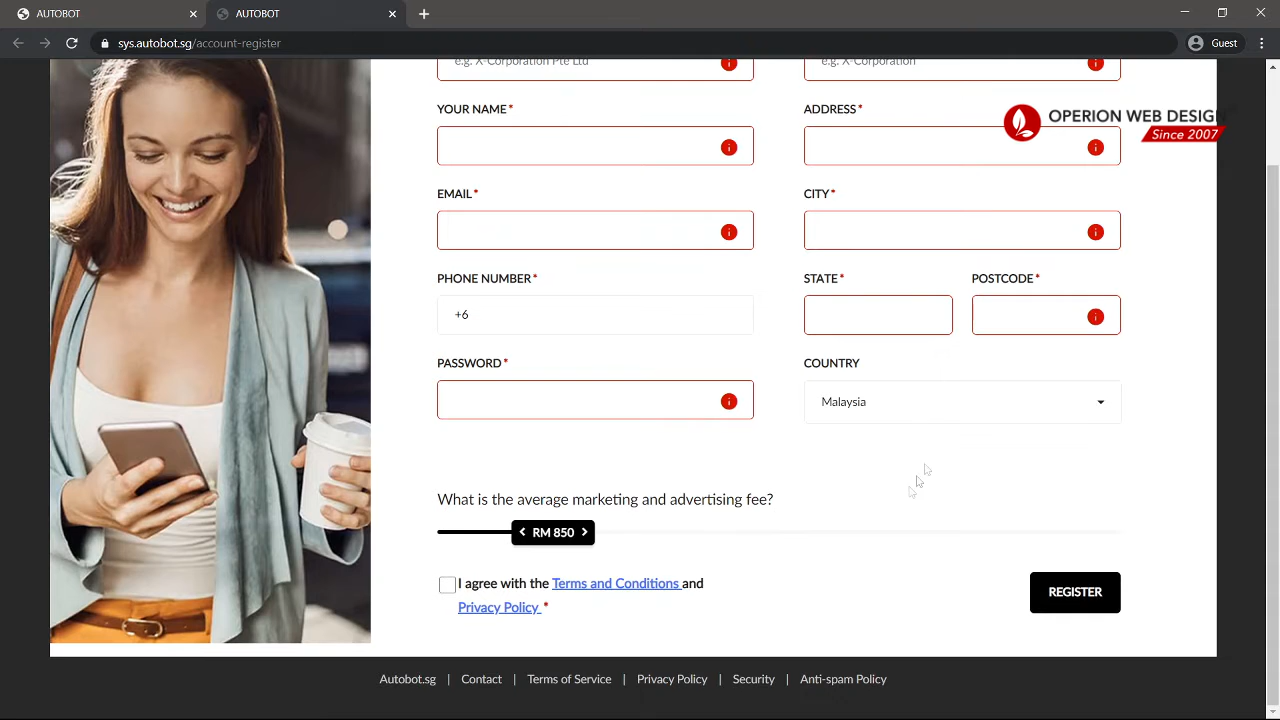 AUTOBOT
AUTOBOT
sys.autobot.sg/account-register
Guest
e.g. X-Corporation Pte Ltd
e.g. X-Corporation
YOUR NAME*
ADDRESS*
OPERION WEB DESIGN
Since 2007
EMAIL*
CITY*
PHONE NUMBER*
STATE*
POSTCODE*
+6
PASSWORD*
COUNTRY
Malaysia
What is the average marketing and advertising fee?
RM 850
I agree with the Terms and Conditions and
Privacy Policy *
REGISTER
Autobot.sg | Contact | Terms of Service | Privacy Policy | Security | Anti-spam Policy